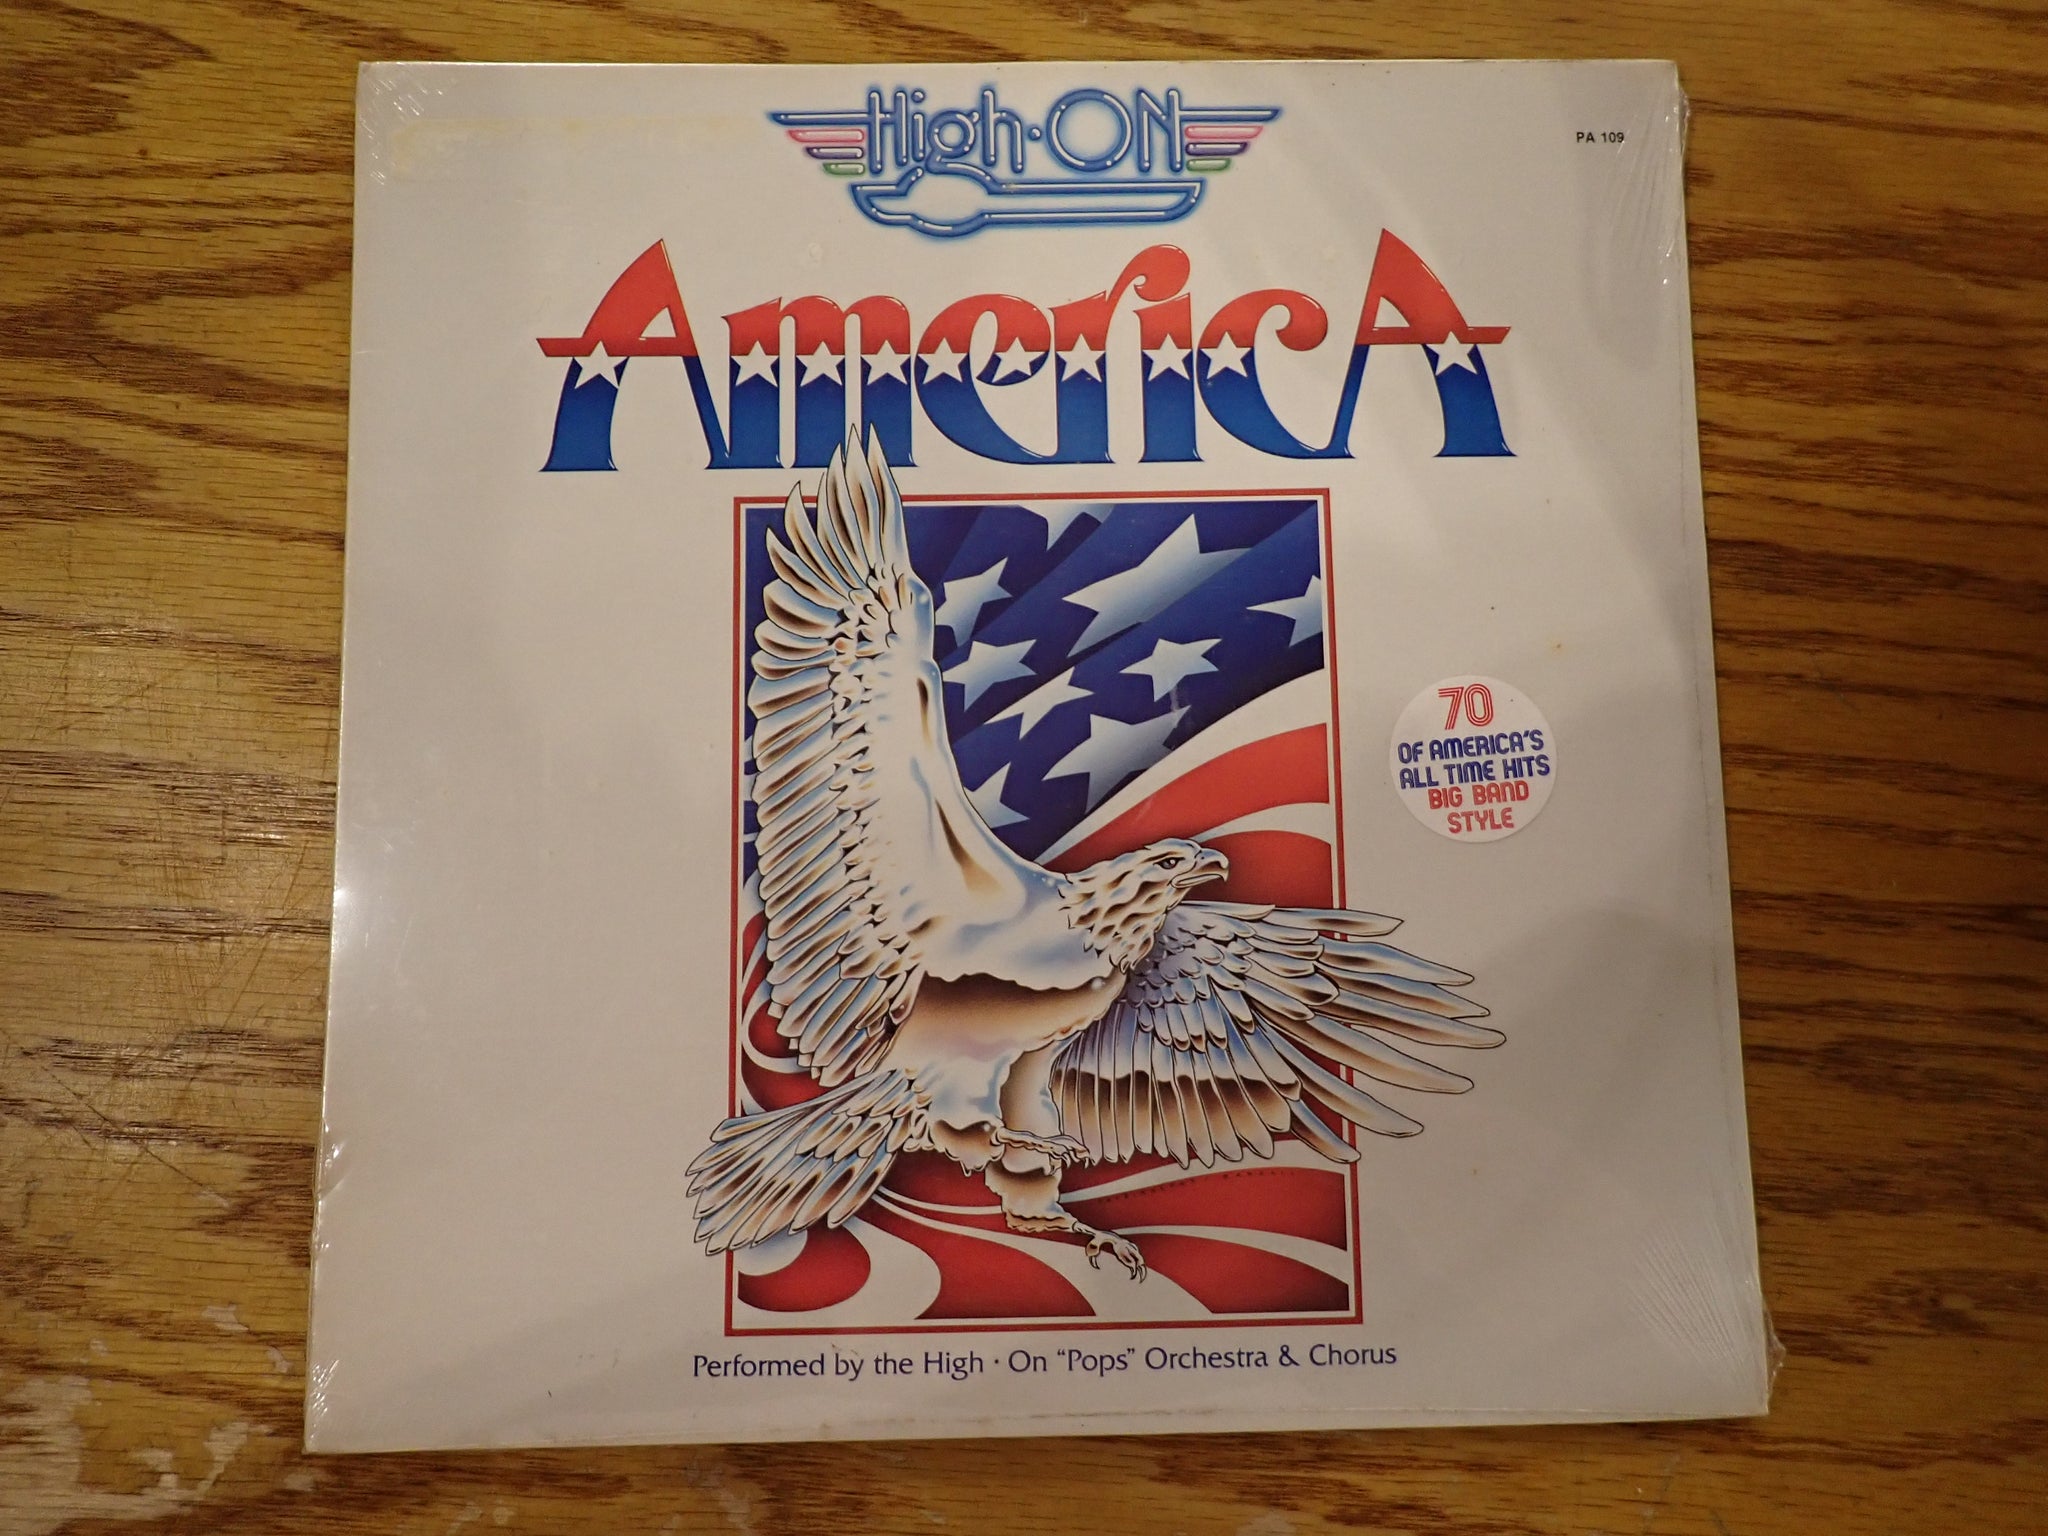 High·ON
PA 109
AmericA
70
OF AMERICA'S
ALL TIME HITS
BIG BAND
STYLE
Performed by the High · On "Pops" Orchestra & Chorus